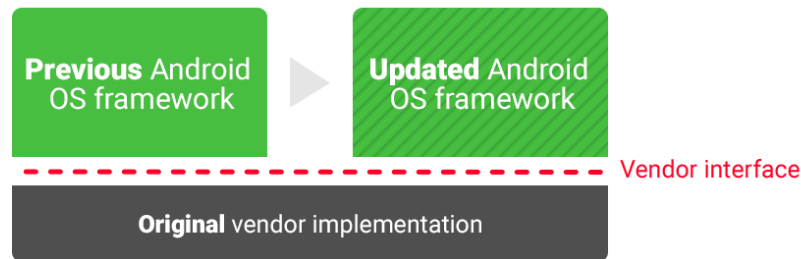 Previous Android
OS framework
Updated Android
OS framework
Vendor interface
Original vendor implementation